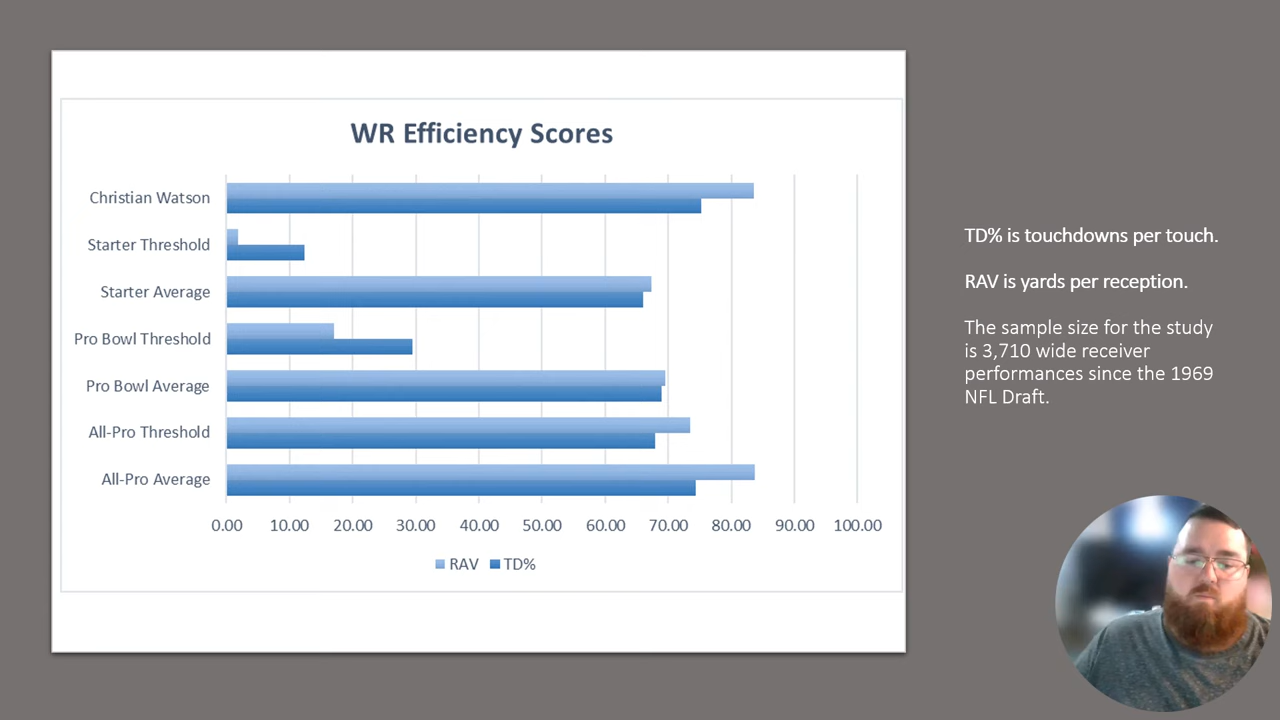 WR Efficiency Scores
Christian Watson
Starter Threshold
Starter Average
Pro Bowl Threshold
Pro Bowl Average
All-Pro Threshold
All-Pro Average
0.00 10.00 20.00 30.00 40.00 50.00 60.00 70.00 80.00 90.00 100.00
RAV TD%
TD% is touchdowns per touch.
RAV is yards per reception.
The sample size for the study
is 3,710 wide receiver
performances since the 1969
NFL Draft.